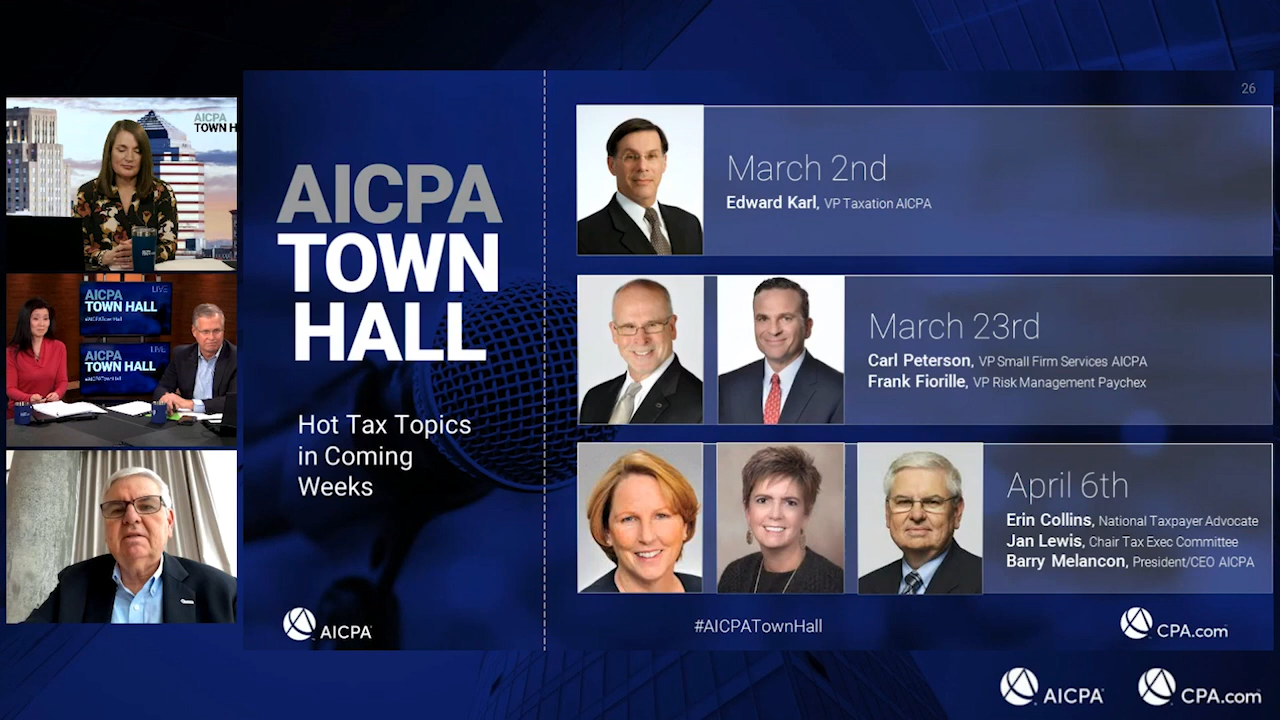 AICPA
TOWN H
LIVE
AICPA
TOWN HALL
LIVE
AICPA
TOWN HALL
AICPA
TOWN
HALL
Hot Tax Topics
in Coming
Weeks
AICPA
26
March 2nd
Edward Karl, VP Taxation AICPA
March 23rd
Carl Peterson, VP Small Firm Services AICPA
Frank Fiorille, VP Risk Management Paychex
April 6th
Erin Collins, National Taxpayer Advocate
Jan Lewis, Chair Tax Exec Committee
Barry Melancon, President/CEO AICPA
#AICPATownHall
CPA.com
AICPA
CPA.com